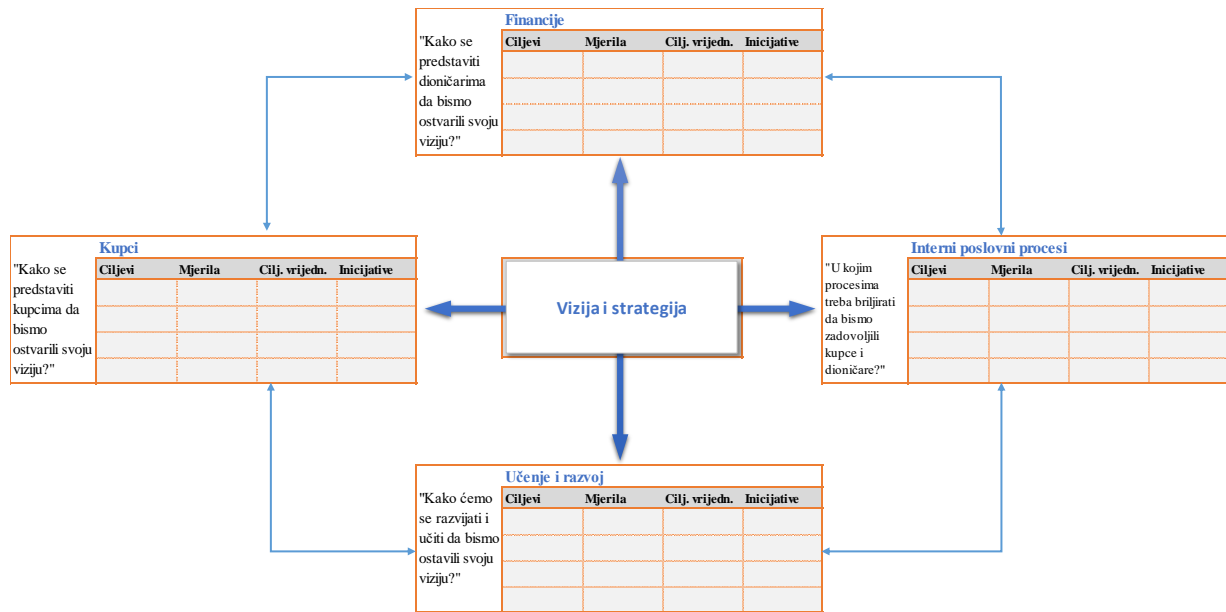 Financije
"Kako se
predstaviti
dioničarima
da bismo
ostvarili svoju
viziju?"
Ciljevi Mjerila Cilj. vrijedn. Inicijative
Kupci
"Kako se
predstaviti
kupcima da
bismo
ostvarili svoju
viziju?"
Ciljevi Mjerila Cilj. vrijedn. Inicijative
Vizija i strategija
Interni poslovni procesi
"U kojim
procesima
treba briljirati
da bismo
zadovoljili
kupce i
dioničare?"
Ciljevi Mjerila Cilj. vrijedn. Inicijative
Učenje i razvoj
"Kako ćemo
se razvijati i
učiti da bismo
ostavili svoju
viziju?"
Ciljevi Mjerila Cilj. vrijedn. Inicijative